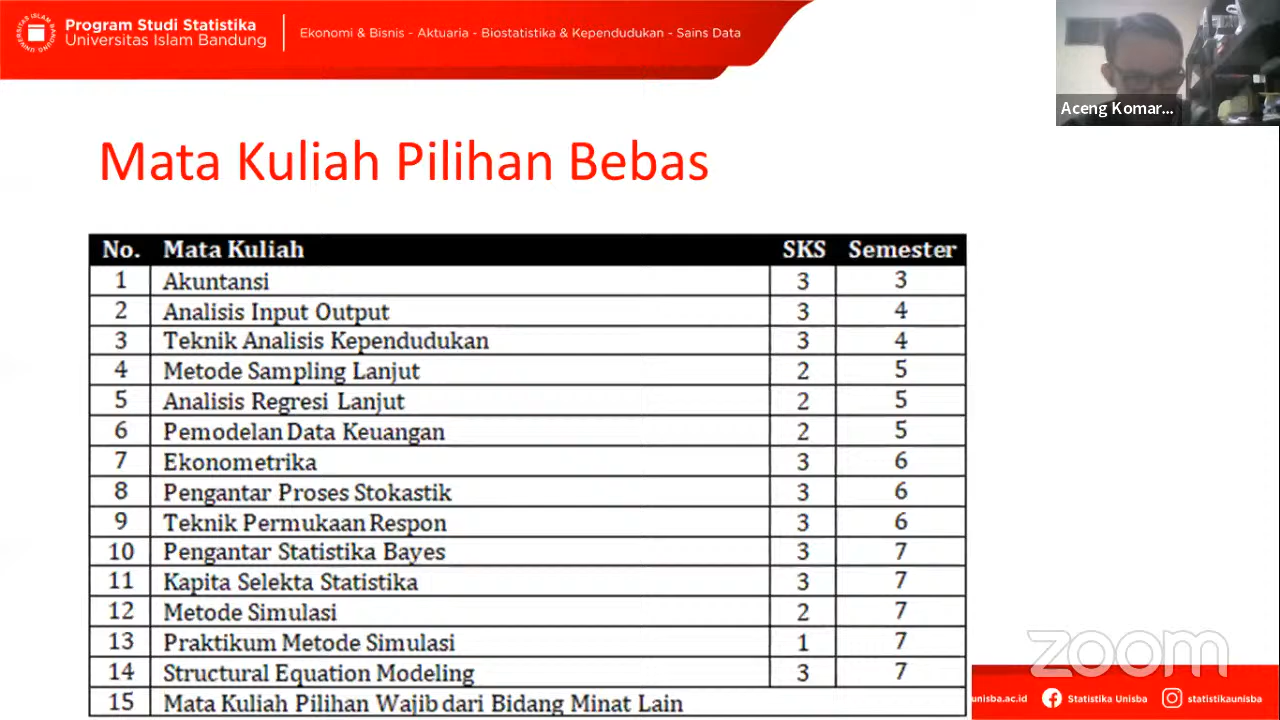 Program Studi Statistika
Universitas Islam Bandung
Ekonomi & Bisnis - Aktuaria - Biostatistika & Kependudukan - Sains Data
UNIVERSITAS ISLAM BANDUNG
Aceng Komar...
Mata Kuliah Pilihan Bebas
No. Mata Kuliah SKS Semester
1 Akuntansi 3 3
2 Analisis Input Output 3 4
3 Teknik Analisis Kependudukan 3 4
4 Metode Sampling Lanjut 2 5
5 Analisis Regresi Lanjut 2 5
6 Pemodelan Data Keuangan 2 5
7 Ekonometrika 3 6
8 Pengantar Proses Stokastik 3 6
9 Teknik Permukaan Respon 3 6
10 Pengantar Statistika Bayes 3 7
11 Kapita Selekta Statistika 3 7
12 Metode Simulasi 2 7
13 Praktikum Metode Simulasi 1 7
14 Structural Equation Modeling 3 7
15 Mata Kuliah Pilihan Wajib dari Bidang Minat Lain
zoom
unisba.ac.id Statistika Unisba statistikaunisba